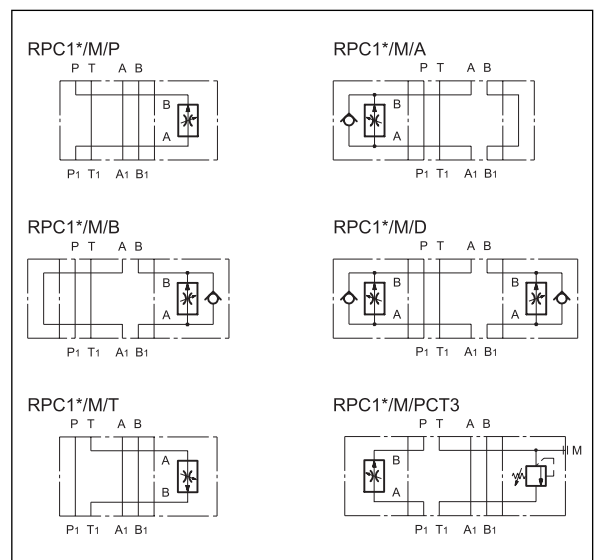 RPC1*/M/P
P T A B
B
A
P1 T1 A1 B1
RPC1*/M/A
P T A B
B
A
P1 T1 A1 B1
RPC1*/M/B
P T A B
B
A
P1 T1 A1 B1
RPC1*/M/D
P T A B
B
A
B
A
P1 T1 A1 B1
RPC1*/M/T
P T A B
A
B
P1 T1 A1 B1
RPC1*/M/PCT3
P T A B
M
B
A
P1 T1 A1 B1